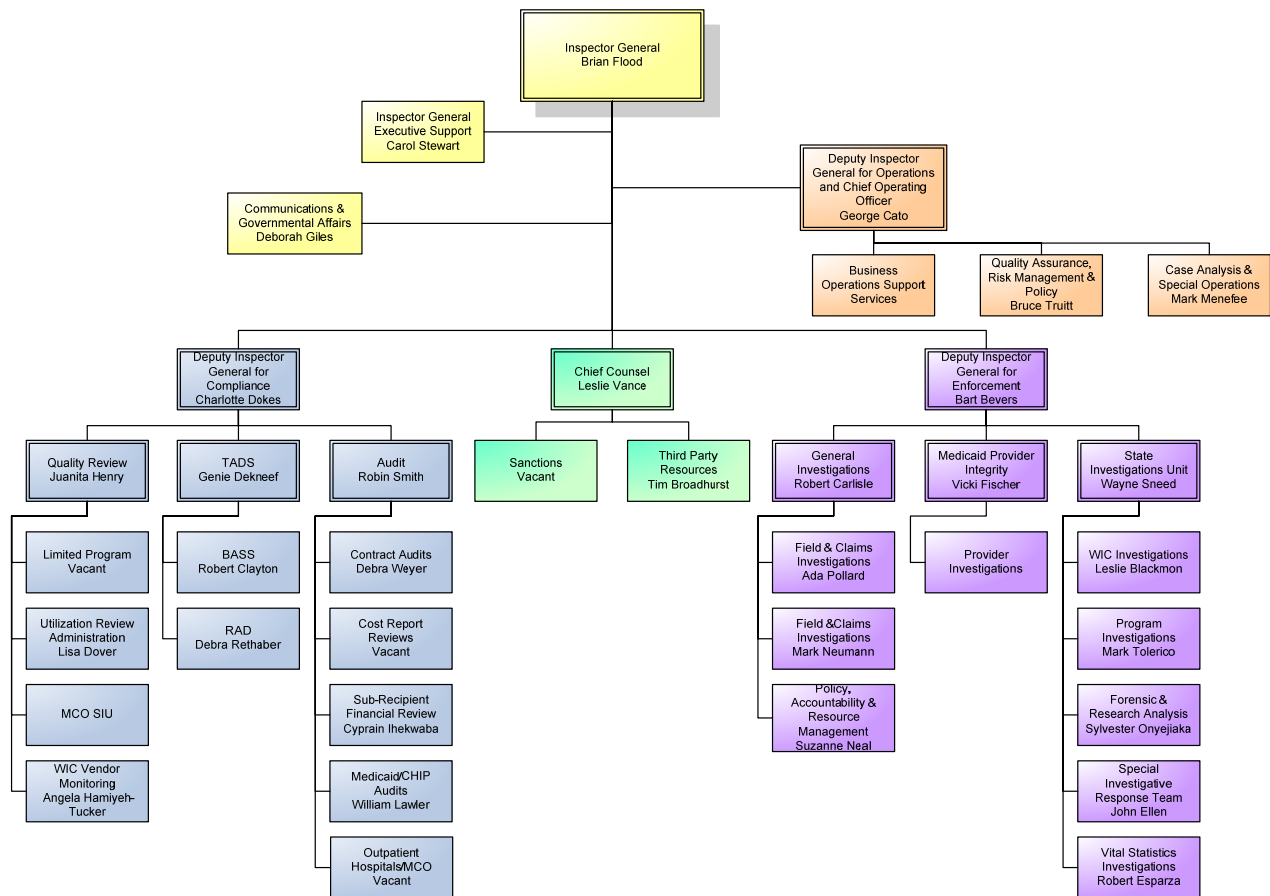 Inspector General
Brian Flood
Inspector General
Executive Support
Carol Stewart
Deputy Inspector
General for Operations
and Chief Operating
Officer
George Cato
Communications &
Governmental Affairs
Deborah Giles
Business
Operations Support
Services
Quality Assurance,
Risk Management &
Policy
Bruce Truitt
Case Analysis &
Special Operations
Mark Menefee
Deputy Inspector
General for
Compliance
Charlotte Dokes
Chief Counsel
Leslie Vance
Deputy Inspector
General for
Enforcement
Bart Bevers
Quality Review
Juanita Henry
TADS
Genie Dekneef
Audit
Robin Smith
Sanctions
Vacant
Third Party
Resources
Tim Broadhurst
General
Investigations
Robert Carlisle
Medicaid Provider
Integrity
Vicki Fischer
State
Investigations Unit
Wayne Sneed
Limited Program
Vacant
BASS
Robert Clayton
Contract Audits
Debra Weyer
Field & Claims
Investigations
Ada Pollard
Provider
Investigations
WIC Investigations
Leslie Blackmon
Utilization Review
Administration
Lisa Dover
RAD
Debra Rethaber
Cost Report
Reviews
Vacant
Field &Claims
Investigations
Mark Neumann
Program
Investigations
Mark Tolerico
MCO SIU
Sub-Recipient
Financial Review
Cyprain Ihekwaba
Policy,
Accountability &
Resource
Management
Suzanne Neal
Forensic &
Research Analysis
Sylvester Onyejiaka
WIC Vendor
Monitoring
Angela Hamiyeh-
Tucker
Medicaid/CHIP
Audits
William Lawler
Special
Investigative
Response Team
John Ellen
Outpatient
Hospitals/MCO
Vacant
Vital Statistics
Investigations
Robert Esparza